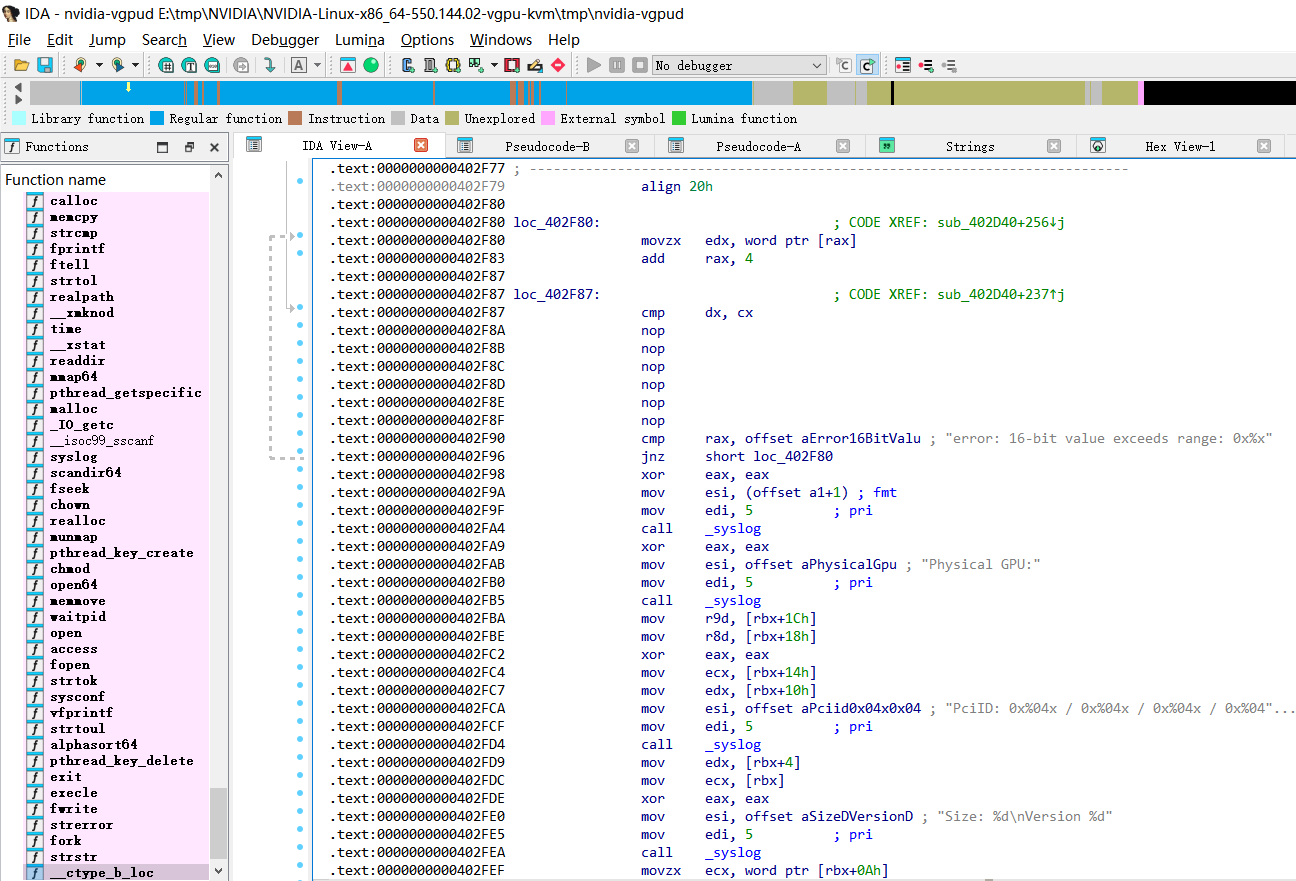 IDA - nvidia-vgpud E:\tmp\NVIDIA\NVIDIA-Linux-x86_64-550.144.02-vgpu-kvm\tmp\nvidia-vgpud
File Edit Jump Search View Debugger Lumina Options Windows Help
No debugger
Library function Regular function Instruction Data Unexplored External symbol Lumina function
Functions
IDA View-A Pseudocode-B Pseudocode-A Strings Hex View-1
Function name
calloc
memcpy
strcmp
fprintf
ftell
strtol
realpath
__xmknod
time
__xstat
readdir
mmap64
pthread_getspecific
malloc
_IO_getc
__isoc99_sscanf
syslog
scandir64
fseek
chown
realloc
munmap
pthread_key_create
chmod
open64
memmove
waitpid
open
access
fopen
strtok
sysconf
vfprintf
strtoul
alphasort64
pthread_key_delete
exit
execle
fwrite
strerror
fork
strstr
__ctype_b_loc
.text:0000000000402F77 ; ---------------------------------------------------------------------------
.text:0000000000402F79 align 20h
.text:0000000000402F80
.text:0000000000402F80 loc_402F80: ; CODE XREF: sub_402D40+256↓j
.text:0000000000402F80 movzx edx, word ptr [rax]
.text:0000000000402F83 add rax, 4
.text:0000000000402F87
.text:0000000000402F87 loc_402F87: ; CODE XREF: sub_402D40+237↑j
.text:0000000000402F87 cmp dx, cx
.text:0000000000402F8A nop
.text:0000000000402F8B nop
.text:0000000000402F8C nop
.text:0000000000402F8D nop
.text:0000000000402F8E nop
.text:0000000000402F8F nop
.text:0000000000402F90 cmp rax, offset aError16BitValu ; "error: 16-bit value exceeds range: 0x%x"
.text:0000000000402F96 jnz short loc_402F80
.text:0000000000402F98 xor eax, eax
.text:0000000000402F9A mov esi, (offset a1+1) ; fmt
.text:0000000000402F9F mov edi, 5 ; pri
.text:0000000000402FA4 call _syslog
.text:0000000000402FA9 xor eax, eax
.text:0000000000402FAB mov esi, offset aPhysicalGpu ; "Physical GPU:"
.text:0000000000402FB0 mov edi, 5 ; pri
.text:0000000000402FB5 call _syslog
.text:0000000000402FBA mov r9d, [rbx+1Ch]
.text:0000000000402FBE mov r8d, [rbx+18h]
.text:0000000000402FC2 xor eax, eax
.text:0000000000402FC4 mov ecx, [rbx+14h]
.text:0000000000402FC7 mov edx, [rbx+10h]
.text:0000000000402FCA mov esi, offset aPciid0x04x0x04 ; "PciID: 0x%04x / 0x%04x / 0x%04x / 0x%04"...
.text:0000000000402FCF mov edi, 5 ; pri
.text:0000000000402FD4 call _syslog
.text:0000000000402FD9 mov edx, [rbx+4]
.text:0000000000402FDC mov ecx, [rbx]
.text:0000000000402FDE xor eax, eax
.text:0000000000402FE0 mov esi, offset aSizeDVersionD ; "Size: %d\nVersion %d"
.text:0000000000402FE5 mov edi, 5 ; pri
.text:0000000000402FEA call _syslog
.text:0000000000402FEF movzx ecx, word ptr [rbx+0Ah]